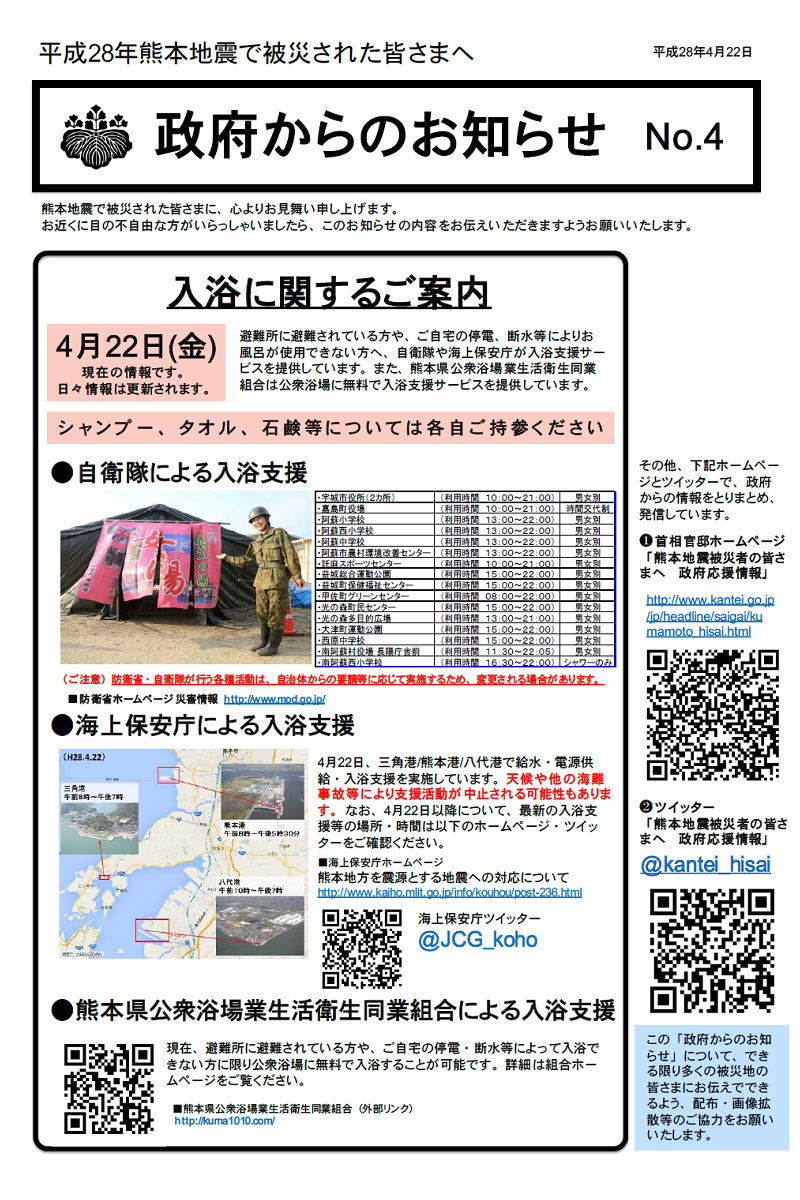 平成28年熊本地震で被災された皆さまへ
平成28年4月22日
政府からのお知らせ No.4
熊本地震で被災された皆さまに、心よりお見舞い申し上げます。
お近くに目の不自由な方がいらっしゃいましたら、このお知らせの内容をお伝えいただきますようお願いいたします。
入浴に関するご案内
4月22日(金)
現在の情報です。
日々情報は更新されます。
避難所に避難されている方や、ご自宅の停電、断水等によりお
風呂が使用できない方へ、自衛隊や海上保安庁が入浴支援サー
ビスを提供しています。また、熊本県公衆浴場業生活衛生同業
組合は公衆浴場に無料で入浴支援サービスを提供しています。
シャンプー、タオル、石鹸等については各自ご持参ください
●自衛隊による入浴支援
女湯
・宇城市役所(2カ所) (利用時間 10:00～21:00) 男女別
・嘉島町役場 (利用時間 10:00～21:00) 時間交代制
・阿蘇小学校 (利用時間 13:00～22:00) 男女別
・阿蘇西小学校 (利用時間 13:00～22:00) 男女別
・阿蘇中学校 (利用時間 13:00～22:00) 男女別
・阿蘇市農村環境改善センター (利用時間 13:00～22:00) 男女別
・託麻スポーツセンター (利用時間 10:00～21:00) 男女別
・益城総合運動公園 (利用時間 15:00～22:00) 男女別
・益城町保健福祉センター (利用時間 15:00～22:00) 男女別
・甲佐町グリーンセンター (利用時間 08:00～22:00) 男女別
・光の森町民センター (利用時間 15:00～22:00) 男女別
・光の森多目的広場 (利用時間 13:00～21:00) 男女別
・大津町運動公園 (利用時間 15:00～22:00) 男女別
・西原中学校 (利用時間 15:00～22:00) 男女別
・南阿蘇村役場 長陽庁舎前 (利用時間 11:30～22:05) 男女別
・南阿蘇西小学校 (利用時間 16:30～22:00) シャワーのみ
(ご注意) 防衛省・自衛隊が行う各種活動は、自治体からの要請等に応じて実施するため、変更される場合があります。
■防衛省ホームページ 災害情報 http://www.mod.go.jp/
●海上保安庁による入浴支援
(H28.4.22)
熊本市
三角港
午前8時～午後7時
熊本港
午前8時～午後5時30分
八代港
午前10時～午後7時
4月22日、三角港/熊本港/八代港で給水・電源供
給・入浴支援を実施しています。天候や他の海難
事故等により支援活動が中止される可能性もありま
す。なお、4月22日以降について、最新の入浴支
援等の場所・時間は以下のホームページ・ツイッ
ターをご確認ください。
■海上保安庁ホームページ
熊本地方を震源とする地震への対応について
http://www.kaiho.mlit.go.jp/info/kouhou/post-236.html
海上保安庁ツイッター
@JCG_koho
●熊本県公衆浴場業生活衛生同業組合による入浴支援
現在、避難所に避難されている方や、ご自宅の停電・断水等によって入浴で
きない方に限り公衆浴場に無料で入浴することが可能です。詳細は組合ホー
ムページをご覧ください。
■熊本県公衆浴場業生活衛生同業組合 (外部リンク)
http://kuma1010.com/
その他、下記ホームペー
ジとツイッターで、政府
からの情報をとりまとめ、
発信しています。
❶首相官邸ホームページ
「熊本地震被災者の皆さ
まへ 政府応援情報」
http://www.kantei.go.jp
/jp/headline/saigai/ku
mamoto_hisai.html
❷ツイッター
「熊本地震被災者の皆さ
まへ 政府応援情報」
@kantei_hisai
この「政府からのお知
らせ」について、でき
る限り多くの被災地の
皆さまにお伝えでで
きるよう、配布・画像拡
散等のご協力をお願い
いたします。